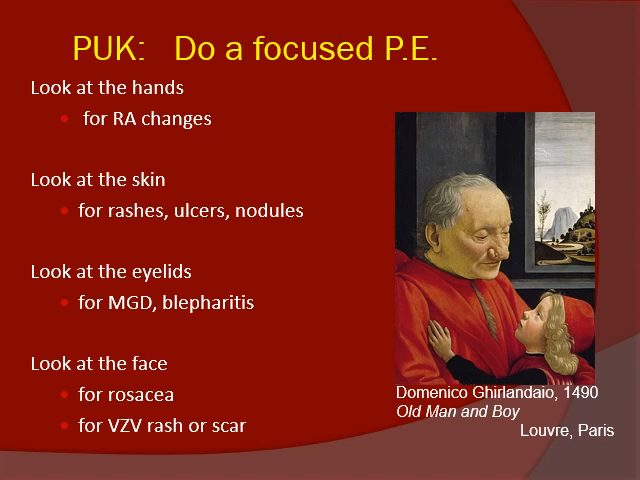 PUK: Do a focused P.E.
Look at the hands
for RA changes
Look at the skin
for rashes, ulcers, nodules
Look at the eyelids
for MGD, blepharitis
Look at the face
for rosacea
for VZV rash or scar
Domenico Ghirlandaio, 1490
Old Man and Boy
Louvre, Paris